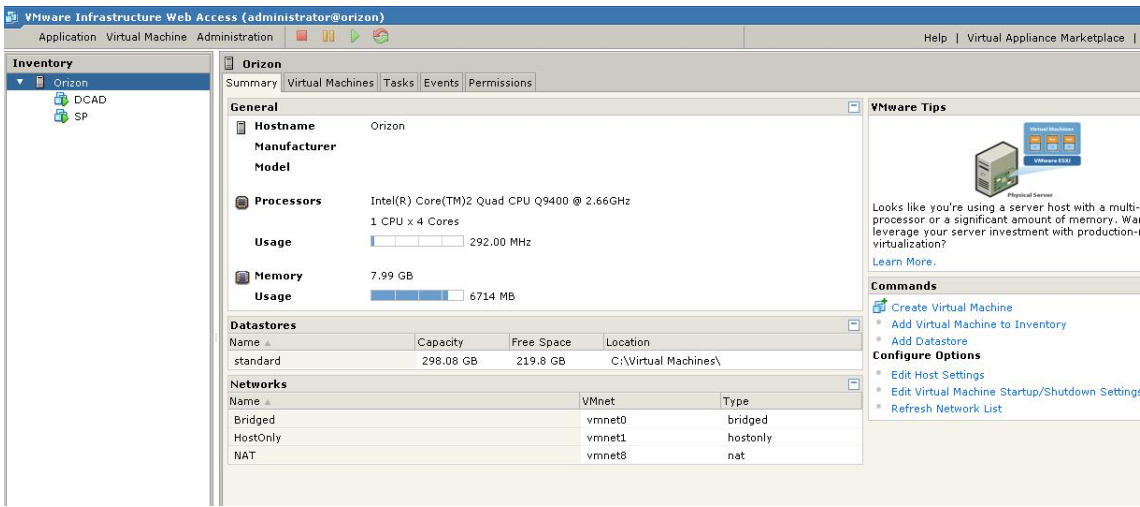 VMware Infrastructure Web Access (administrator@orizon)
Application Virtual Machine Administration
Help | Virtual Appliance Marketplace |
Inventory
Orizon
DCAD
SP
Orizon
Summary Virtual Machines Tasks Events Permissions
General
Hostname Orizon
Manufacturer
Model
Processors Intel(R) Core(TM)2 Quad CPU Q9400 @ 2.66GHz
1 CPU x 4 Cores
Usage 292.00 MHz
Memory 7.99 GB
Usage 6714 MB
Datastores
Name Capacity Free Space Location
standard 298.08 GB 219.8 GB C:\Virtual Machines\
Networks
Name VMnet Type
Bridged vmnet0 bridged
HostOnly vmnet1 hostonly
NAT vmnet8 nat
VMware Tips
Virtual Machines
VMware ESXi
Physical Server
Looks like you're using a server host with a multi-
processor or a significant amount of memory. Wa
leverage your server investment with production-
virtualization?
Learn More.
Commands
Create Virtual Machine
Add Virtual Machine to Inventory
Add Datastore
Configure Options
Edit Host Settings
Edit Virtual Machine Startup/Shutdown Settings
Refresh Network List